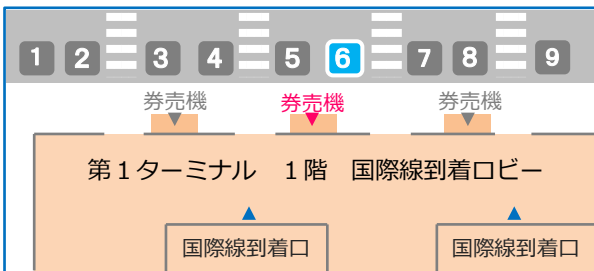 1 2 3 4 5 6 7 8 9
券売機 券売機 券売機
第1ターミナル 1階 国際線到着ロビー
国際線到着口 国際線到着口